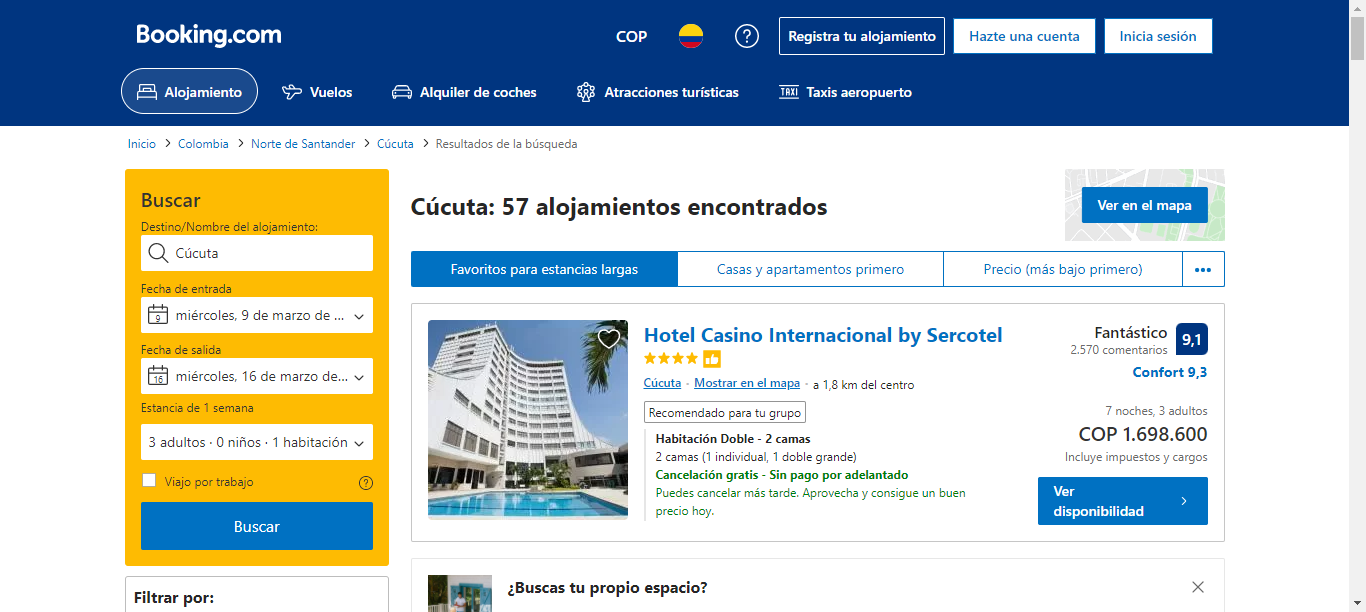 Booking.com
COP
Registra tu alojamiento
Hazte una cuenta
Inicia sesión
Alojamiento
Vuelos
Alquiler de coches
Atracciones turísticas
TAXI
Taxis aeropuerto
Inicio > Colombia > Norte de Santander > Cúcuta > Resultados de la búsqueda
Buscar
Destino/Nombre del alojamiento:
Cúcuta
Fecha de entrada
9
miércoles, 9 de marzo de ...
Fecha de salida
16
miércoles, 16 de marzo de...
Estancia de 1 semana
3 adultos · 0 niños · 1 habitación
Viajo por trabajo
Buscar
Filtrar por:
Cúcuta: 57 alojamientos encontrados
Ver en el mapa
Favoritos para estancias largas
Casas y apartamentos primero
Precio (más bajo primero)
•••
Hotel Casino Internacional by Sercotel
Cúcuta · Mostrar en el mapa · a 1,8 km del centro
Recomendado para tu grupo
Habitación Doble - 2 camas
2 camas (1 individual, 1 doble grande)
Cancelación gratis - Sin pago por adelantado
Puedes cancelar más tarde. Aprovecha y consigue un buen
precio hoy.
Fantástico
2.570 comentarios
9,1
Confort 9,3
7 noches, 3 adultos
COP 1.698.600
Incluye impuestos y cargos
Ver
disponibilidad
¿Buscas tu propio espacio?